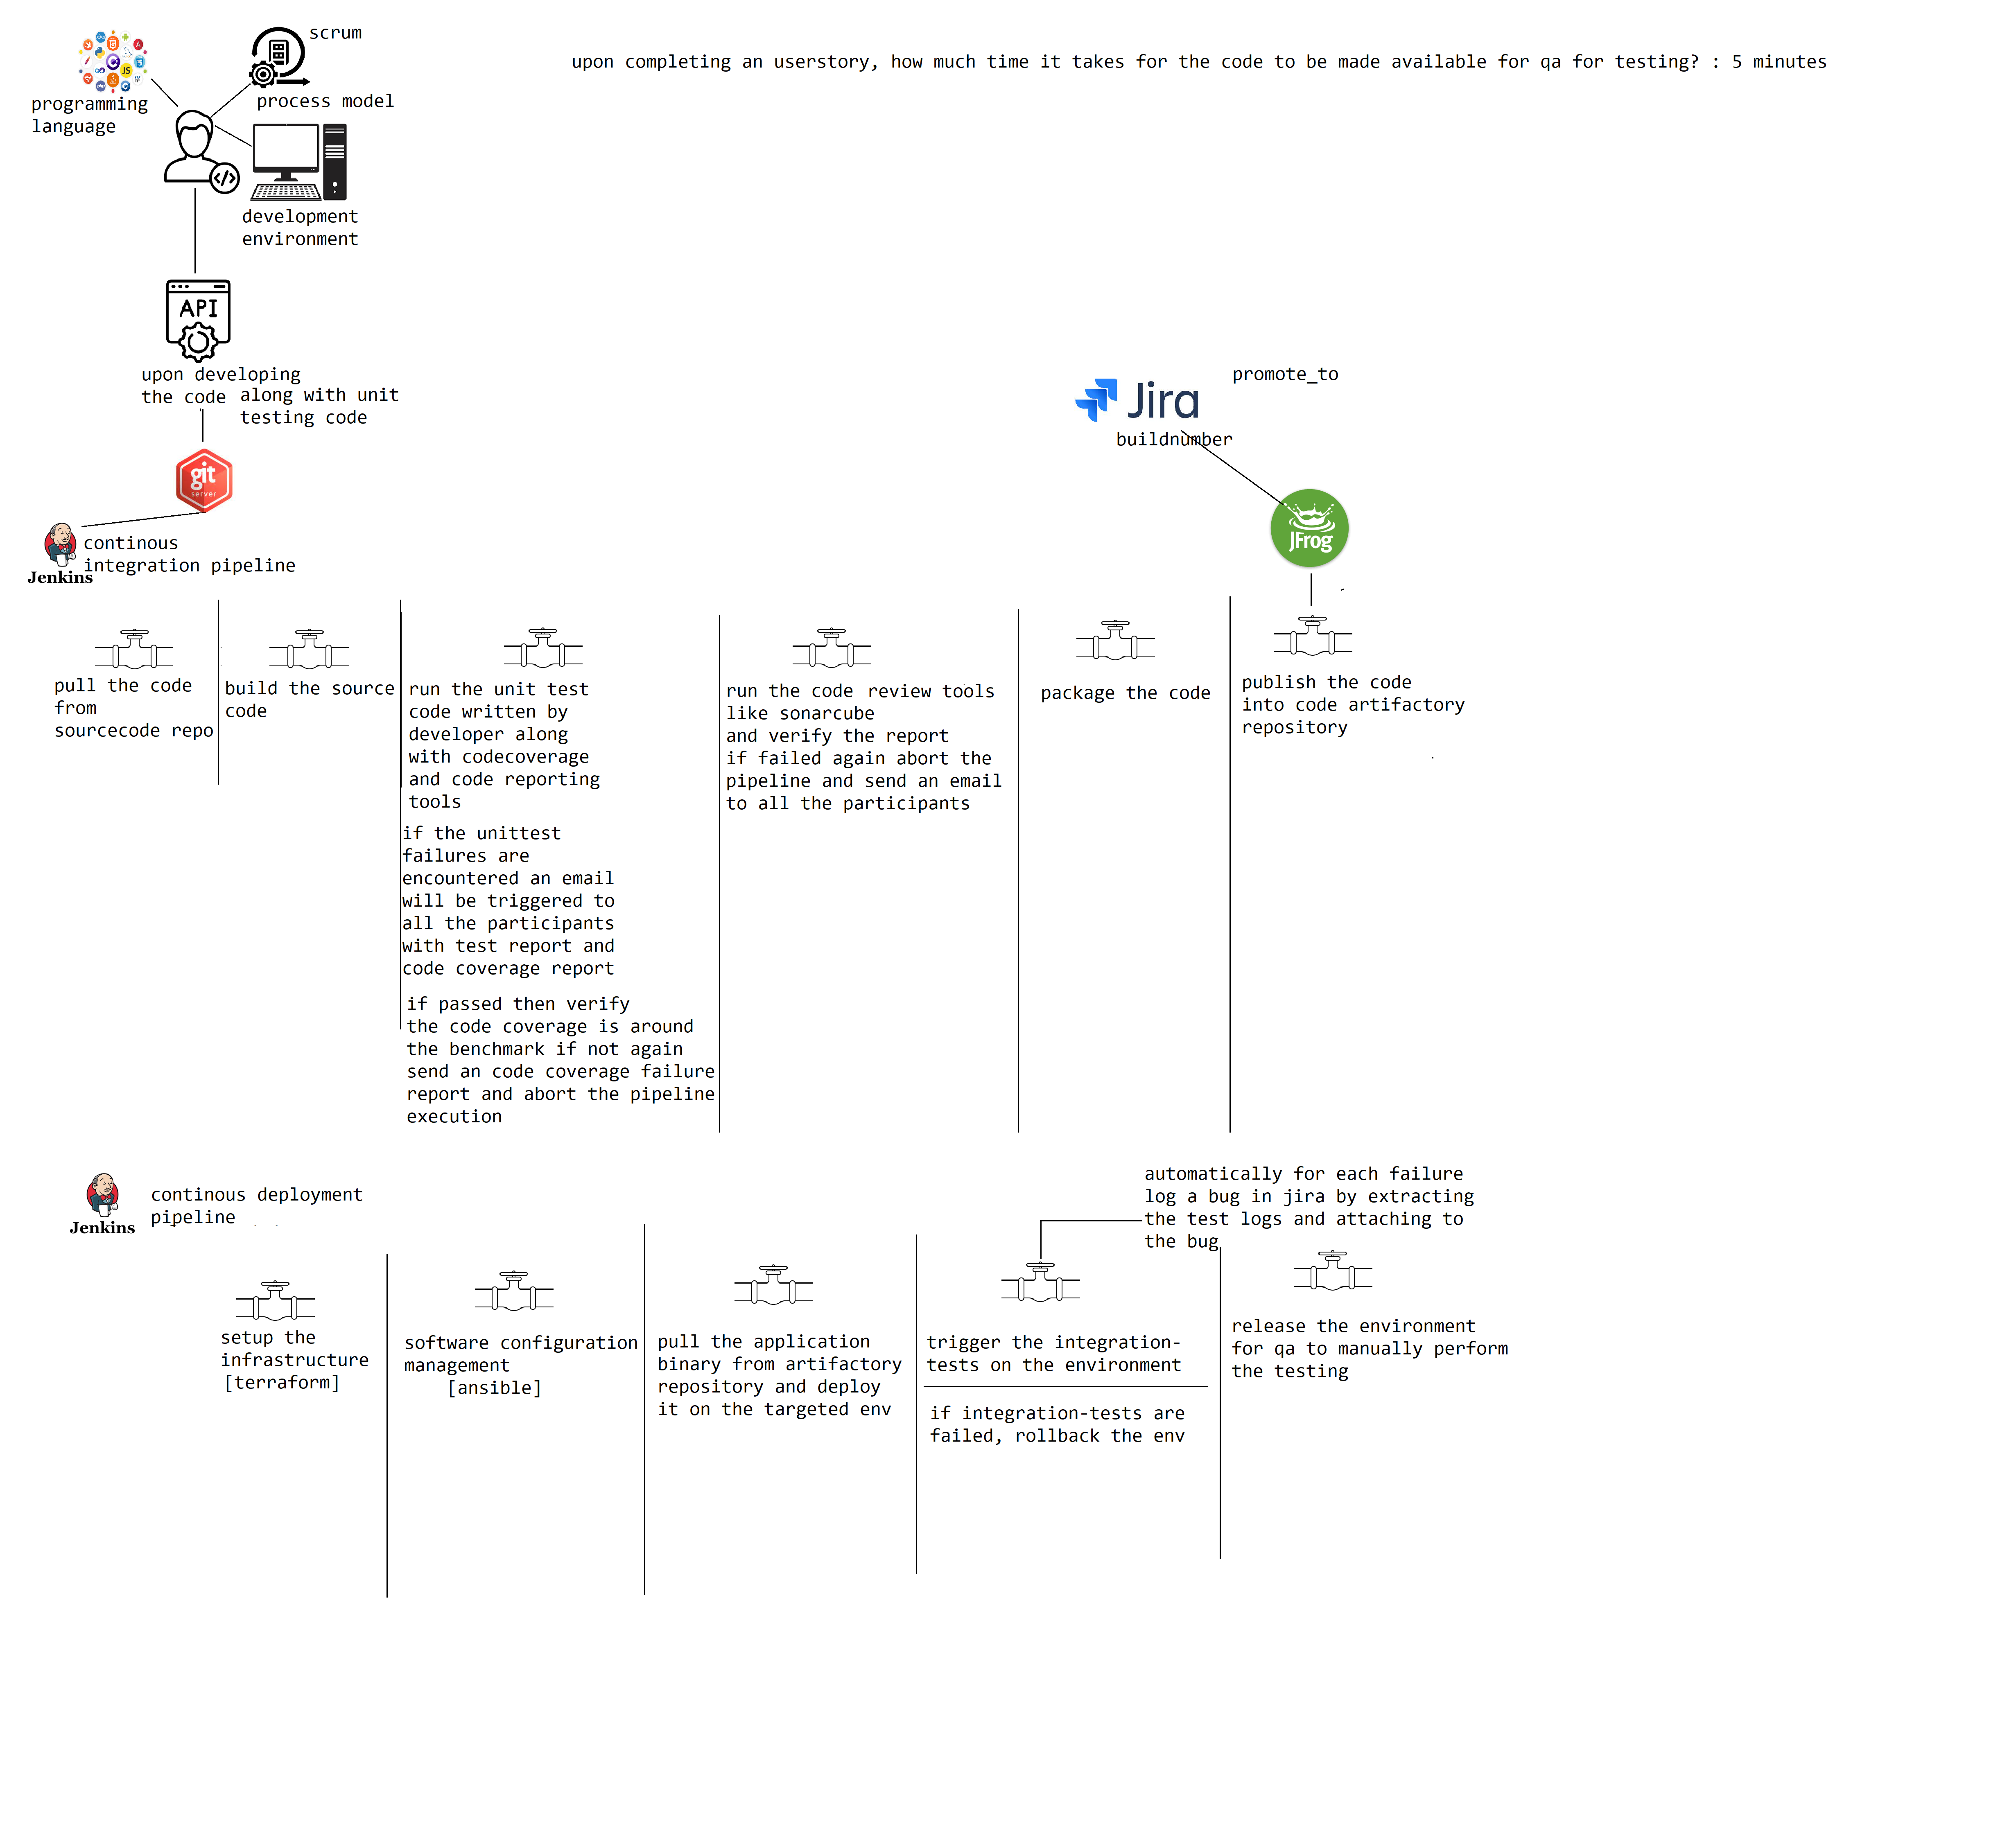 scrum
upon completing an userstory, how much time it takes for the code to be made available for qa for testing? : 5 minutes
programming
language
process model
JS
</>
development
environment
API
upon developing
the code
along with unit
testing code
Jira
promote_to
buildnumber
git
server
JFrog
Jenkins
continous
integration pipeline
pull the code
from
sourcecode repo
build the source
code
run the unit test
code written by
developer along
with codecoverage
and code reporting
tools
if the unittest
failures are
encountered an email
will be triggered to
all the participants
with test report and
code coverage report
if passed then verify
the code coverage is around
the benchmark if not again
send an code coverage failure
report and abort the pipeline
execution
run the code review tools
like sonarcube
and verify the report
if failed again abort the
pipeline and send an email
to all the participants
package the code
publish the code
into code artifactory
repository
Jenkins
continous deployment
pipeline
automatically for each failure
log a bug in jira by extracting
the test logs and attaching to
the bug
setup the
infrastructure
[terraform]
software configuration
management
[ansible]
pull the application
binary from artifactory
repository and deploy
it on the targeted env
trigger the integration-
tests on the environment
if integration-tests are
failed, rollback the env
release the environment
for qa to manually perform
the testing